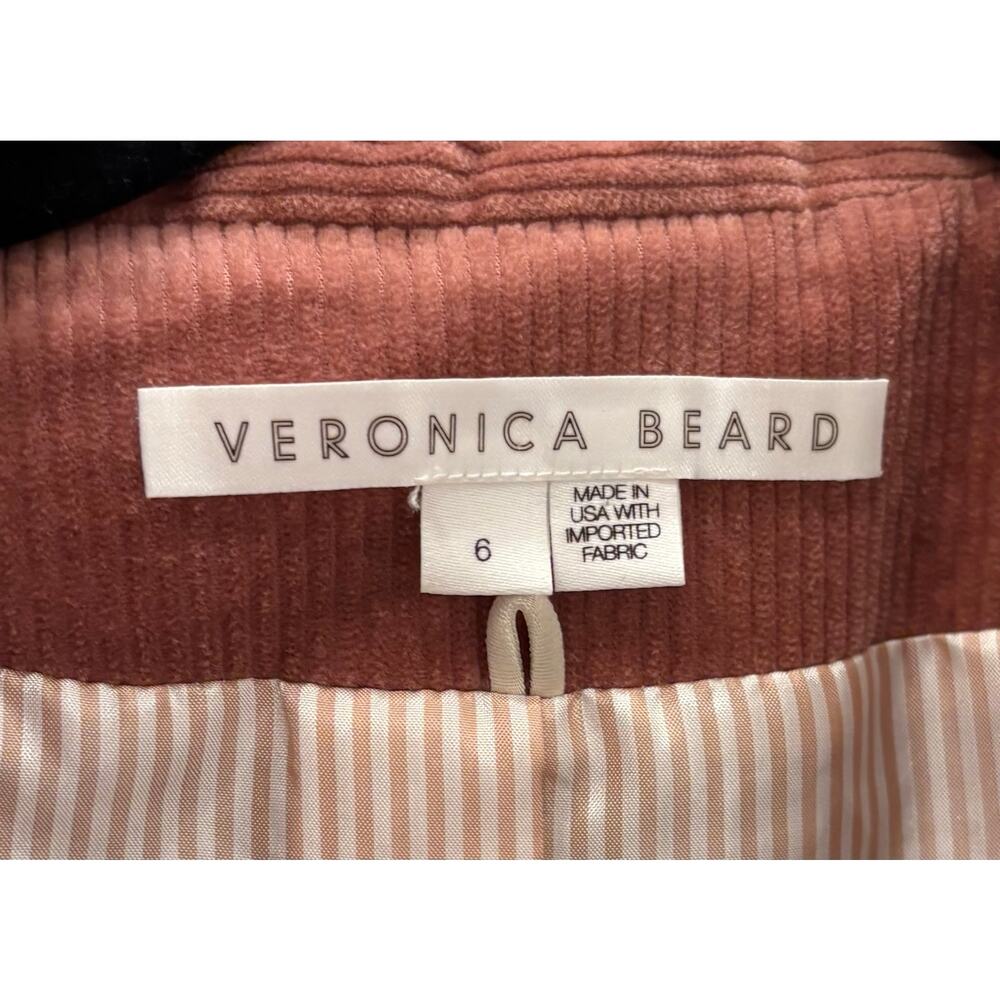 VERONICA BEARD
6
MADE IN
USA WITH
IMPORTED
FABRIC